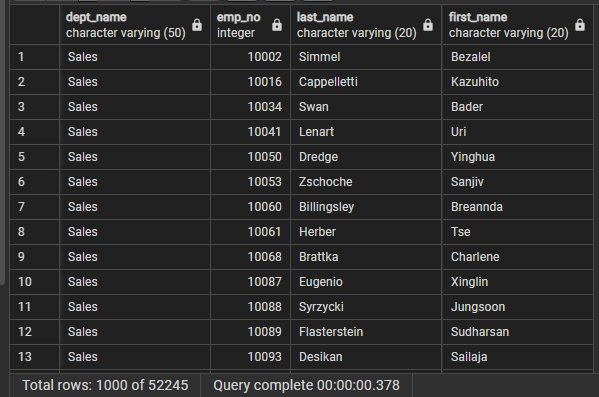 dept_name emp_no last_name first_name
character varying (50) integer character varying (20) character varying (20)
1 Sales 10002 Simmel Bezalel
2 Sales 10016 Cappelletti Kazuhito
3 Sales 10034 Swan Bader
4 Sales 10041 Lenart Uri
5 Sales 10050 Dredge Yinghua
6 Sales 10053 Zschoche Sanjiv
7 Sales 10060 Billingsley Breannda
8 Sales 10061 Herber Tse
9 Sales 10068 Brattka Charlene
10 Sales 10087 Eugenio Xinglin
11 Sales 10088 Syrzycki Jungsoon
12 Sales 10089 Flasterstein Sudharsan
13 Sales 10093 Desikan Sailaja
Total rows: 1000 of 52245 Query complete 00:00:00.378